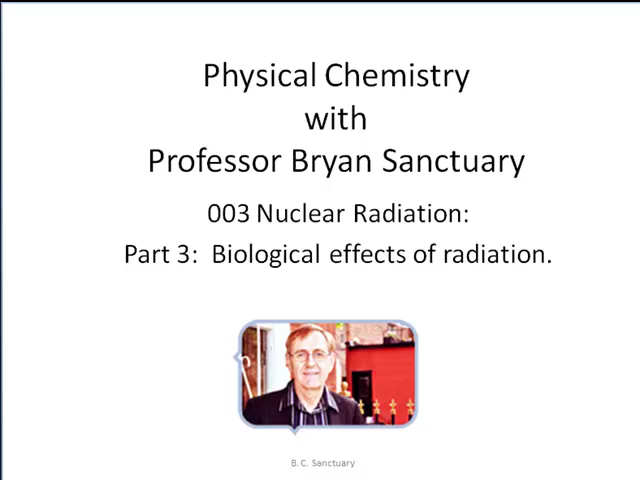 Physical Chemistry
with
Professor Bryan Sanctuary
003 Nuclear Radiation:
Part 3: Biological effects of radiation.
B. C. Sanctuary